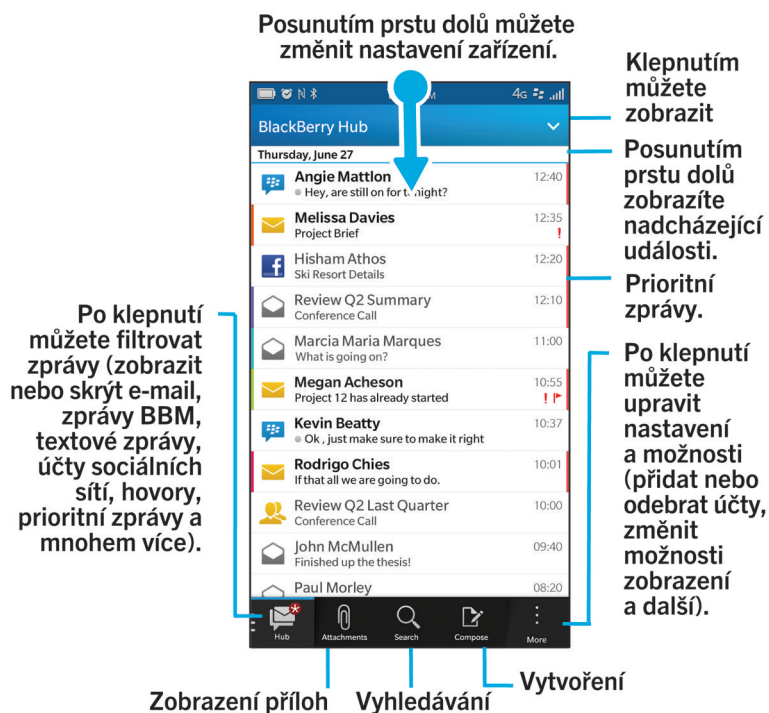 Posunutím prstu dolů můžete
změnit nastavení zařízení.
4G
BlackBerry Hub
Thursday, June 27
Angie Mattlon 12:40
Hey, are still on for tonight?
Melissa Davies 12:35
Project Brief !
Hisham Athos 12:20
Ski Resort Details
Review Q2 Summary 12:10
Conference Call
Marcia Maria Marques 11:00
What is going on?
Megan Acheson 10:55
Project 12 has already started !
Kevin Beatty 10:37
Ok , just make sure to make it right
Rodrigo Chies 10:01
If that all we are going to do.
Review Q2 Last Quarter 10:00
Conference Call
John McMullen 09:40
Finished up the thesis!
Paul Morley 08:20
Hub
Attachments
Search
Compose
More
Klepnutím
můžete
zobrazit
Posunutím
prstu dolů
zobrazíte
nadcházející
události.
Prioritní
zprávy.
Po klepnutí
můžete
upravit
nastavení
a možnosti
(přidat nebo
odebrat účty,
změnit
možnosti
zobrazení
a další).
Po klepnutí
můžete filtrovat
zprávy (zobrazit
nebo skrýt e-mail,
zprávy BBM,
textové zprávy,
účty sociálních
sítí, hovory,
prioritní zprávy a
mnohem více).
Zobrazení příloh
Vyhledávání
Vytvoření